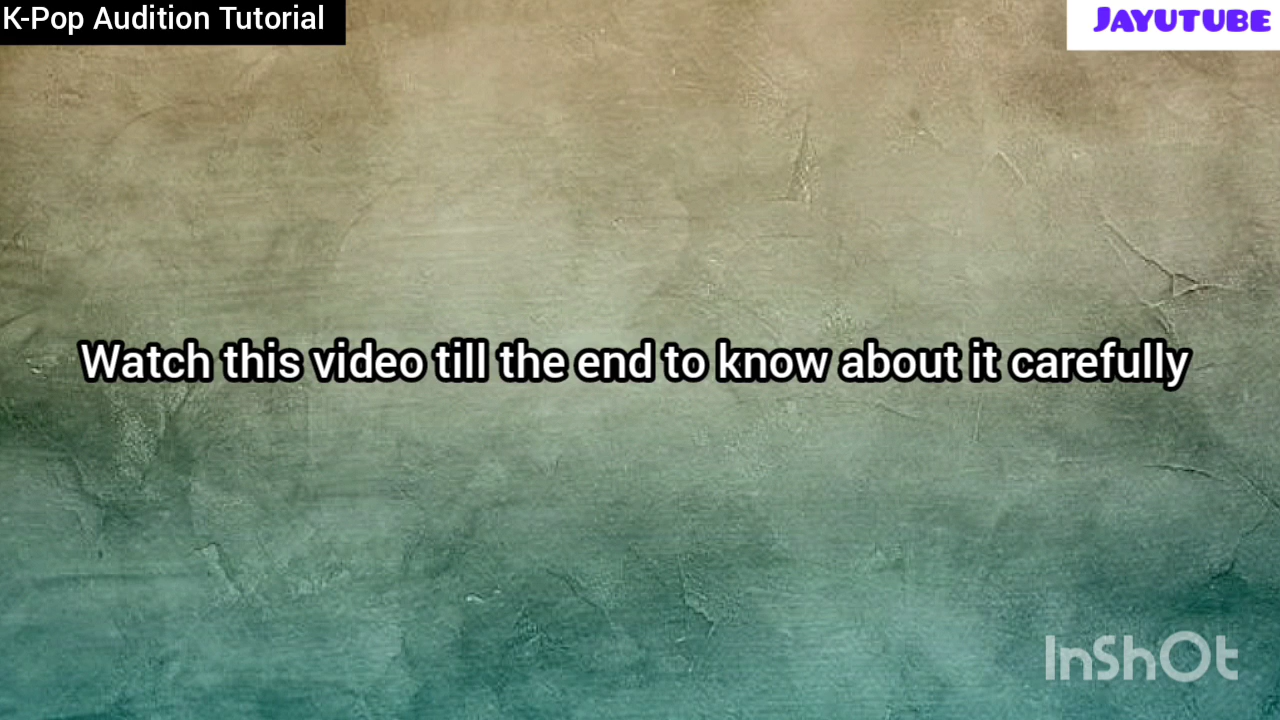 K-Pop Audition Tutorial
JAYUTUBE
Watch this video till the end to know about it carefully
InShOt